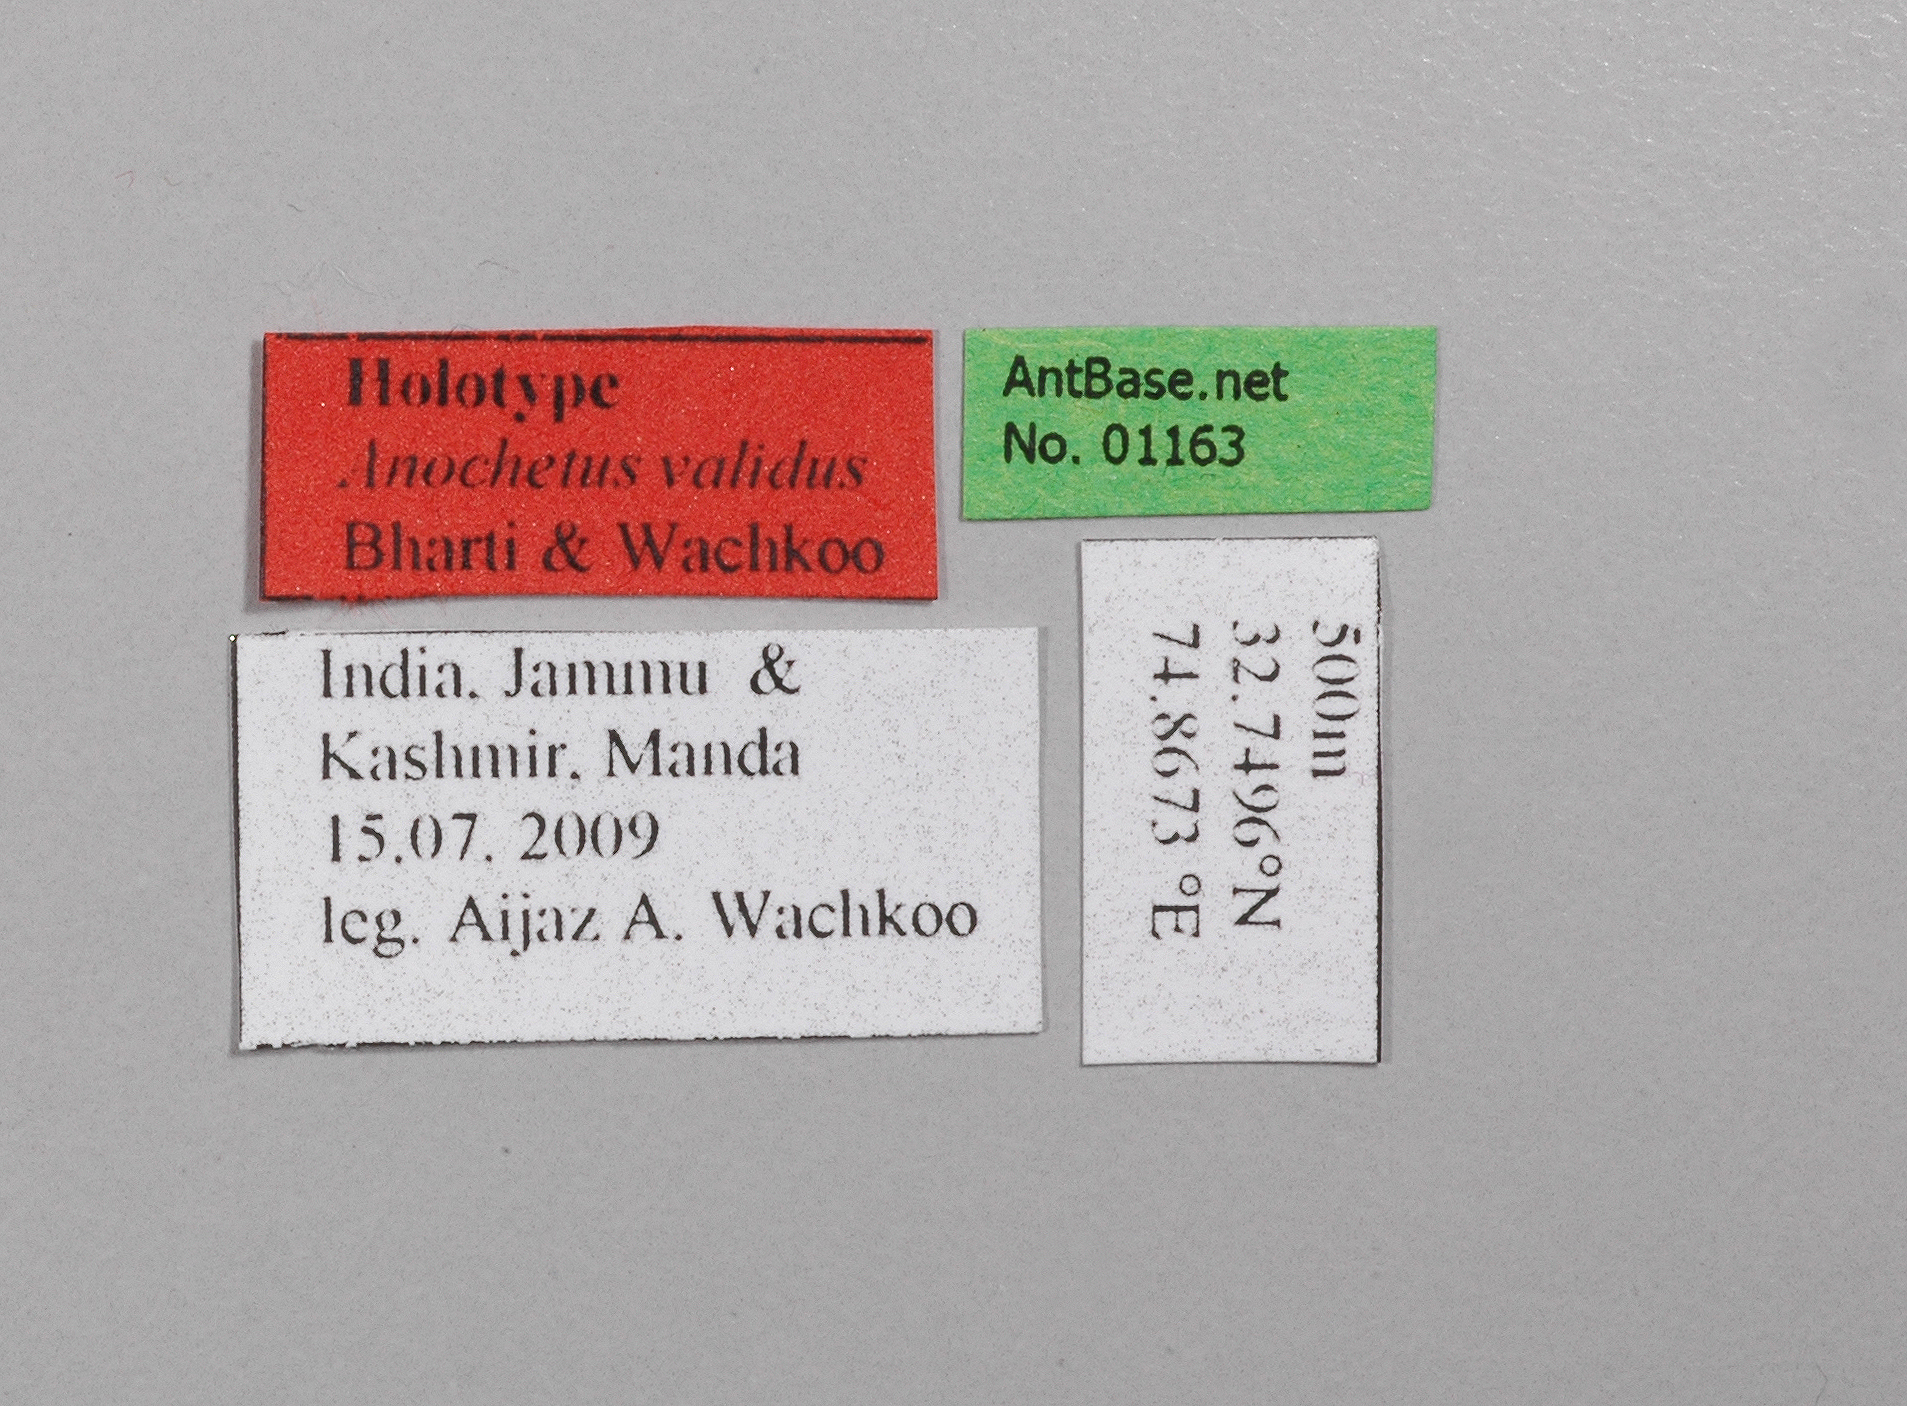 Holotype
Anochetus validus
Bharti & Wachkoo
AntBase.net
No. 01163
India, Jammu &
Kashmir, Manda
15.07. 2009
leg. Aijaz A. Wachkoo
500m
32.7496°N
74.8673 °E